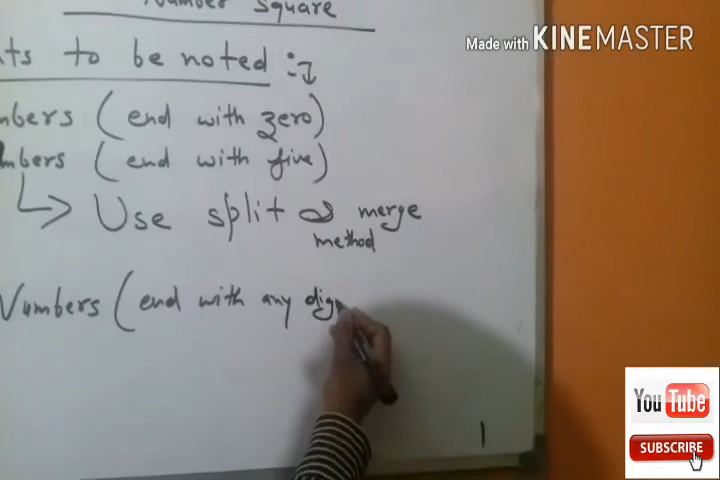 Number Square
nts to be noted :-
mbers (end with zero)
mbers (end with five)
Use split & merge
method
Numbers (end with any dig
Made with KINEMASTER
You Tube
SUBSCRIBE